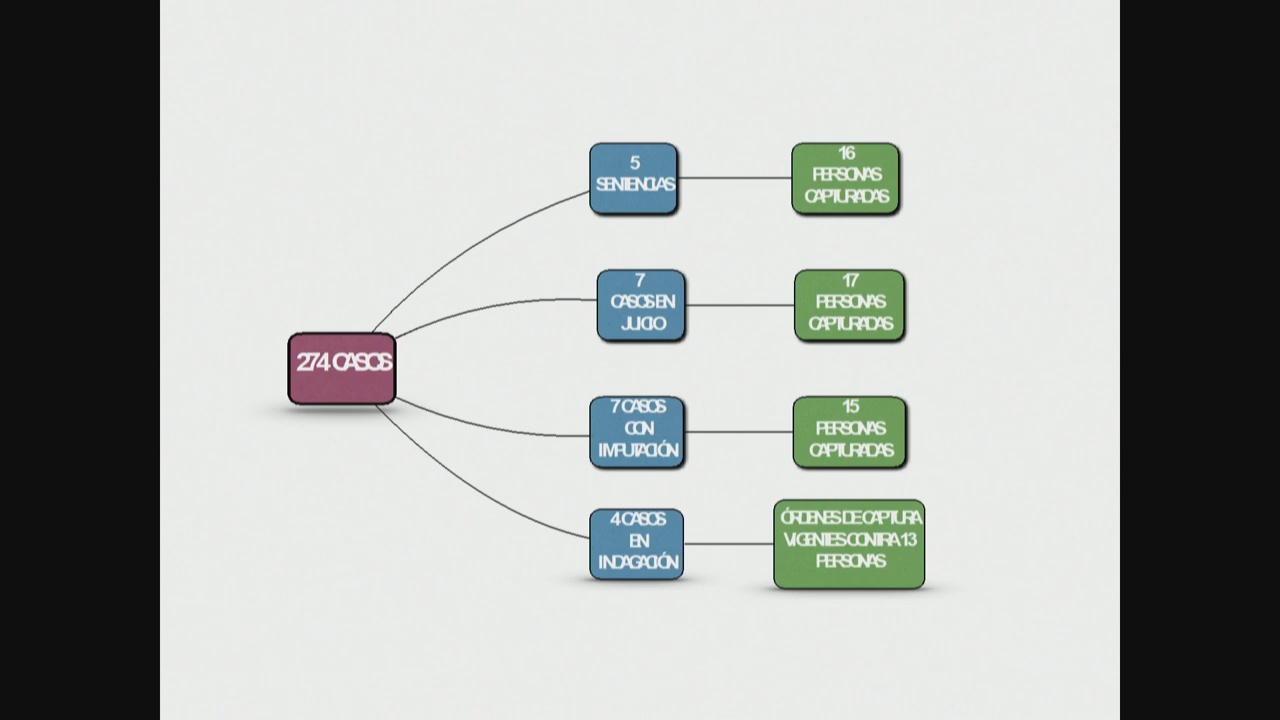 274 CASOS
5
SENTENCIAS
16
PERSONAS
CAPTURADAS
7
CASOS EN
JUICIO
17
PERSONAS
CAPTURADAS
7 CASOS
CON
IMPUTACIÓN
15
PERSONAS
CAPTURADAS
4 CASOS
EN
INDAGACIÓN
ÓRDENES DE CAPTURA
VIGENTES CONTRA 13
PERSONAS